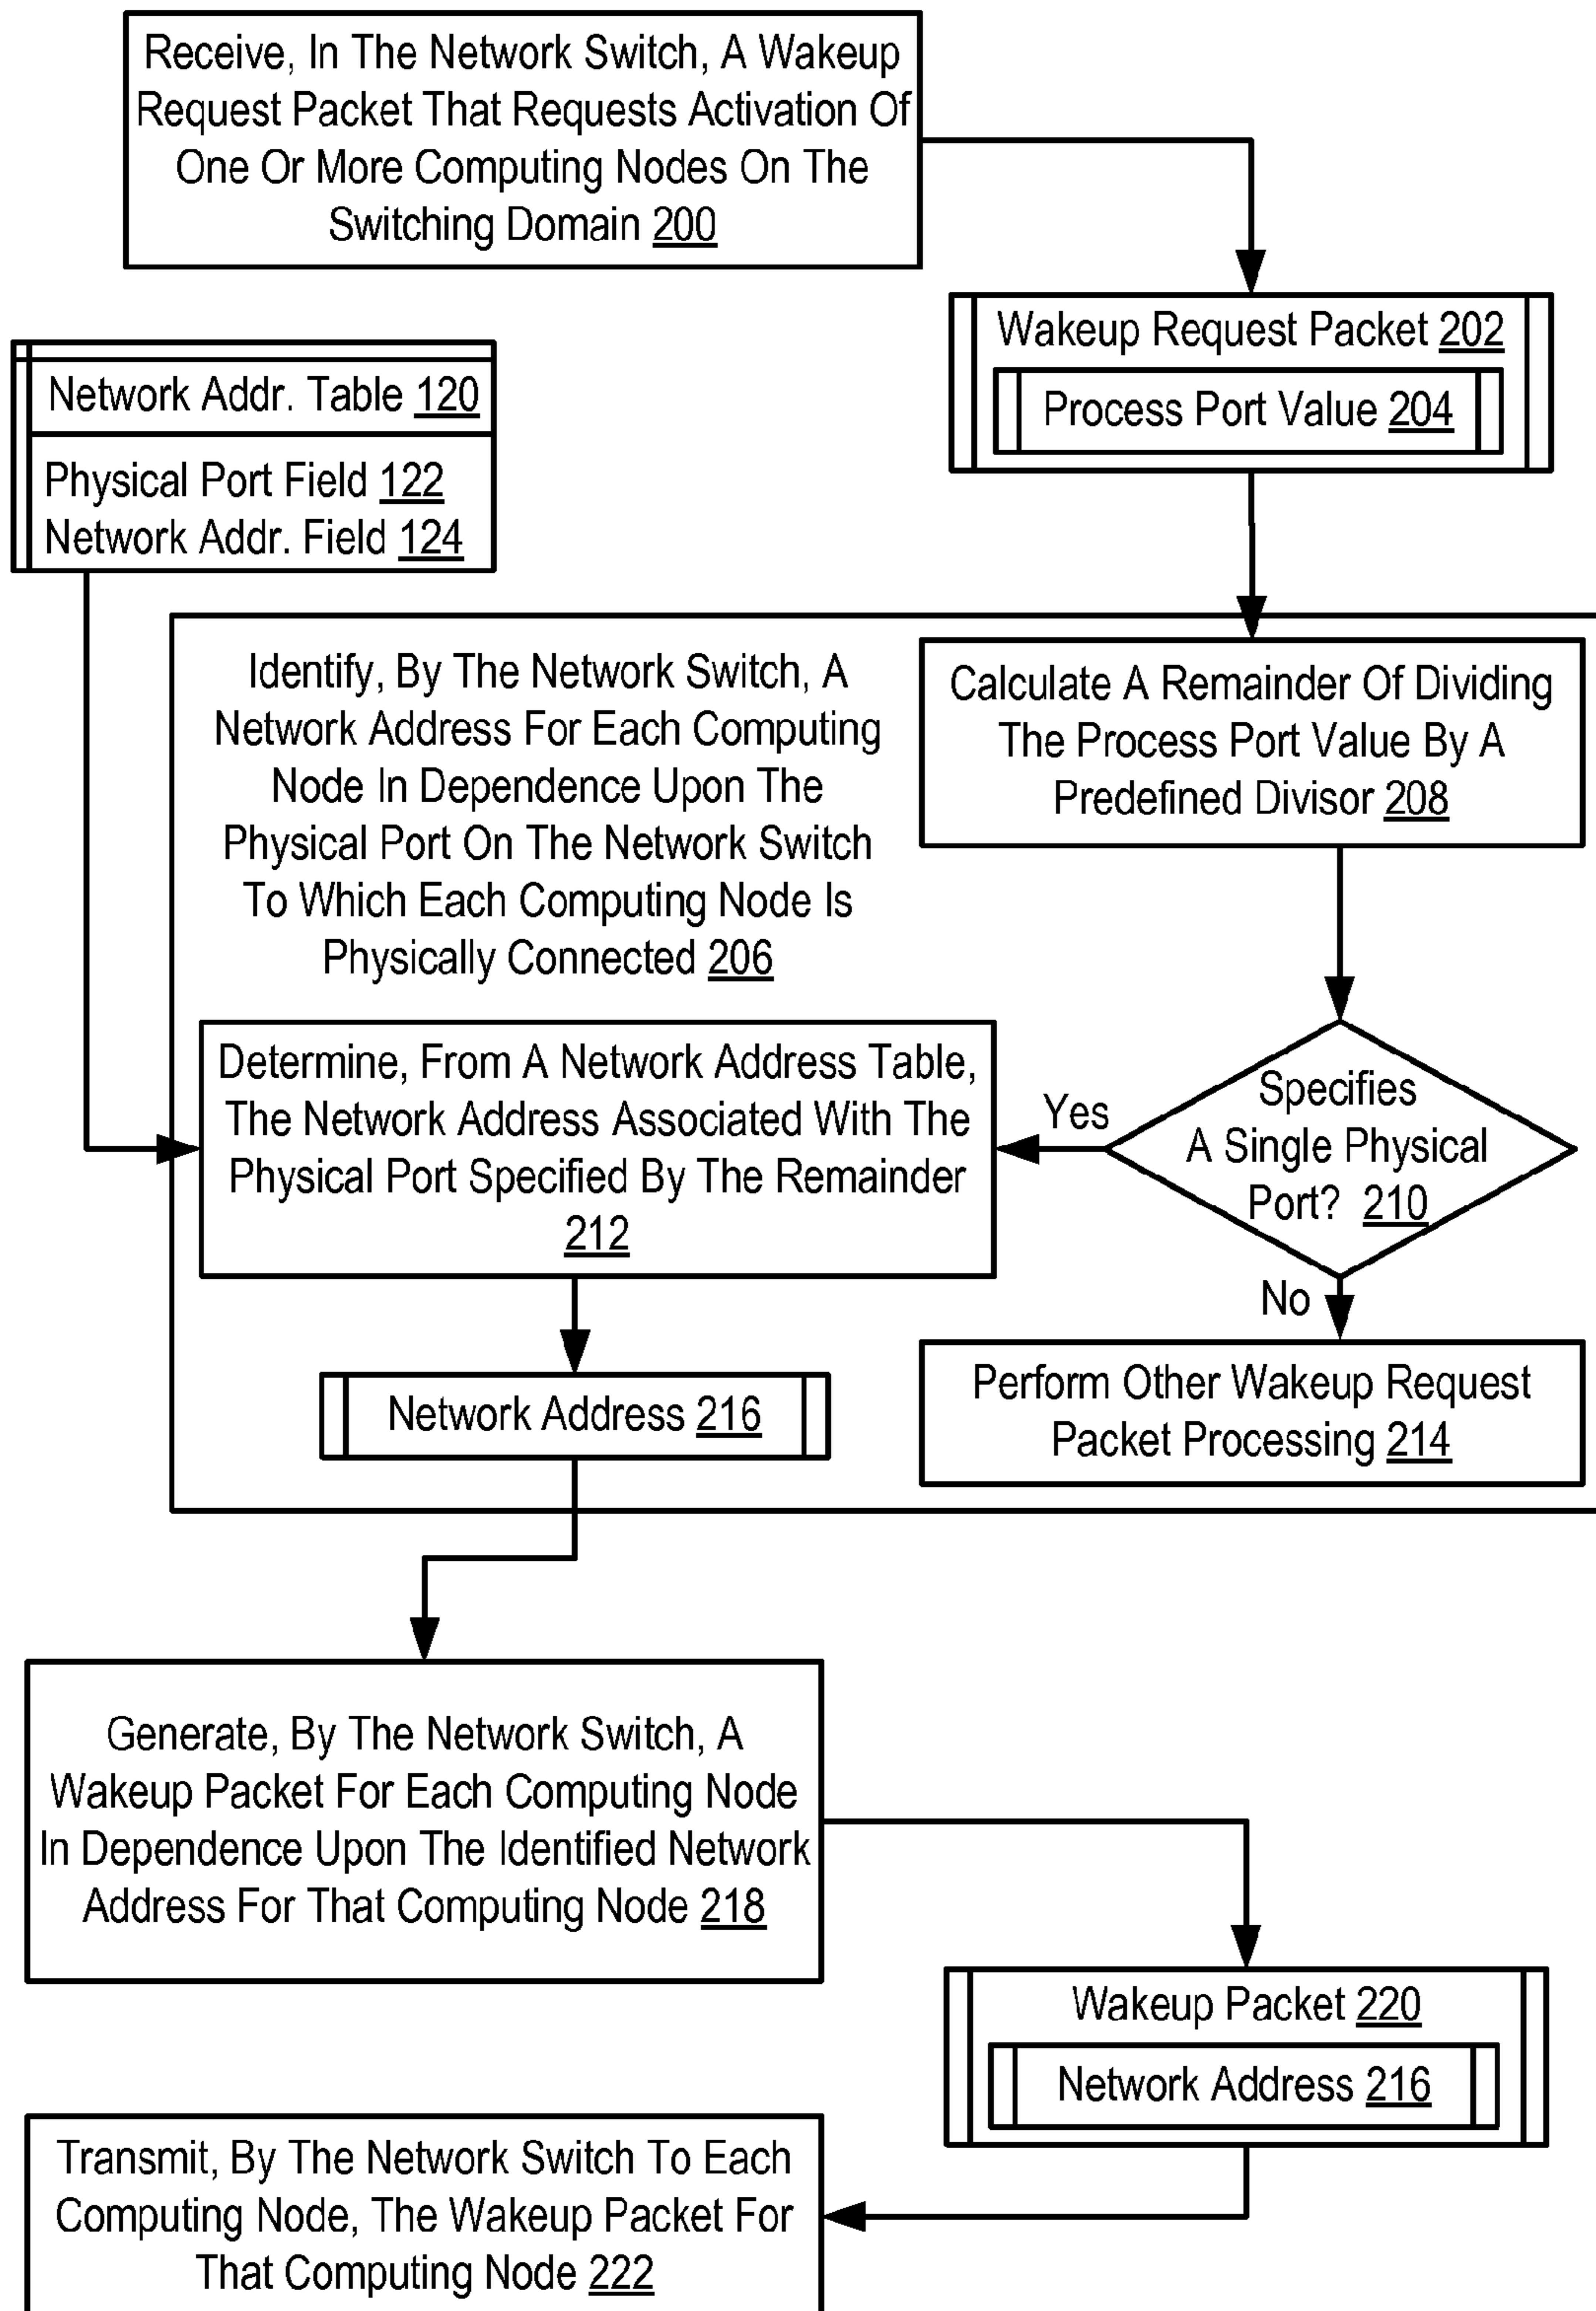 Receive, In The Network Switch, A Wakeup
Request Packet That Requests Activation Of
One Or More Computing Nodes On The
Switching Domain 200
Wakeup Request Packet 202
Process Port Value 204
Network Addr. Table 120
Physical Port Field 122
Network Addr. Field 124
Identify, By The Network Switch, A
Network Address For Each Computing
Node In Dependence Upon The
Physical Port On The Network Switch
To Which Each Computing Node Is
Physically Connected 206
Calculate A Remainder Of Dividing
The Process Port Value By A
Predefined Divisor 208
Specifies
A Single Physical
Port? 210
Yes
Determine, From A Network Address Table,
The Network Address Associated With The
Physical Port Specified By The Remainder
212
No
Perform Other Wakeup Request
Packet Processing 214
Network Address 216
Generate, By The Network Switch, A
Wakeup Packet For Each Computing Node
In Dependence Upon The Identified Network
Address For That Computing Node 218
Wakeup Packet 220
Network Address 216
Transmit, By The Network Switch To Each
Computing Node, The Wakeup Packet For
That Computing Node 222